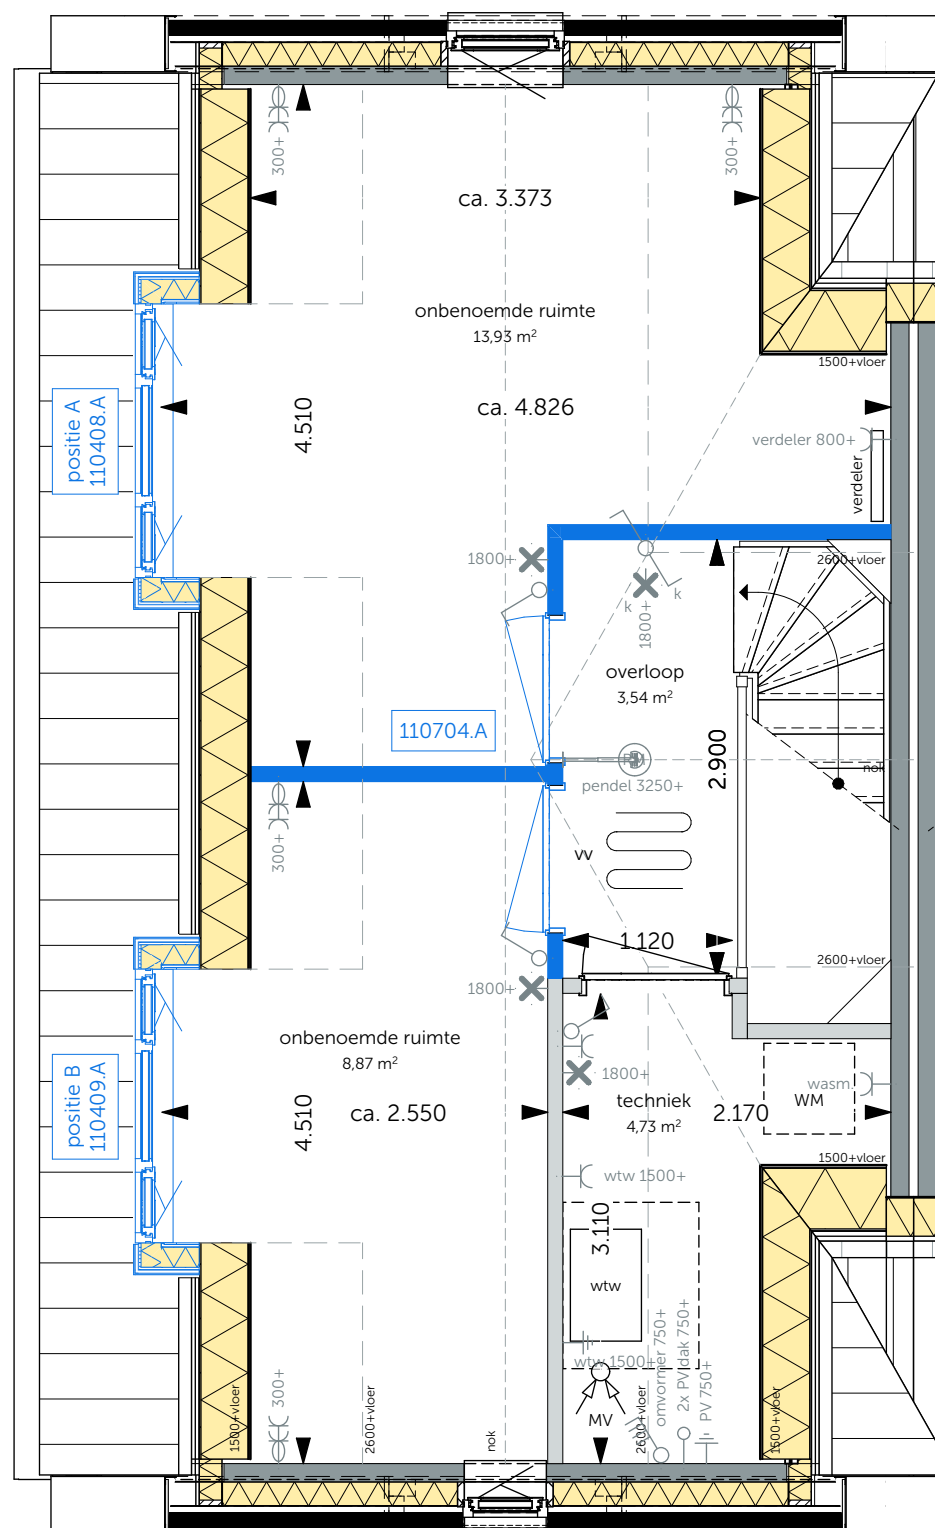 300+
300+
ca. 3.373
onbenoemde ruimte
13,93 m²
1500+vloer
positie A
110408.A
4.510
ca. 4.826
verdeler 800+
verdeler
1800+
2600+vloer
k
k
1800+
overloop
3,54 m²
110704.A
2.900
nok
pendel 3250+
300+
vv
1.120
2600+vloer
1800+
onbenoemde ruimte
8,87 m²
1800+
wasm.
WM
positie B
110409.A
4.510
ca. 2.550
techniek
4,73 m²
2.170
1500+vloer
wtw 1500+
3.110
wtw
wtw 1500+
omvormer 750+
2x PV dak 750+
PV 750+
MV
300+
1500+vloer
2600+vloer
nok
2600+vloer
1500+vloer